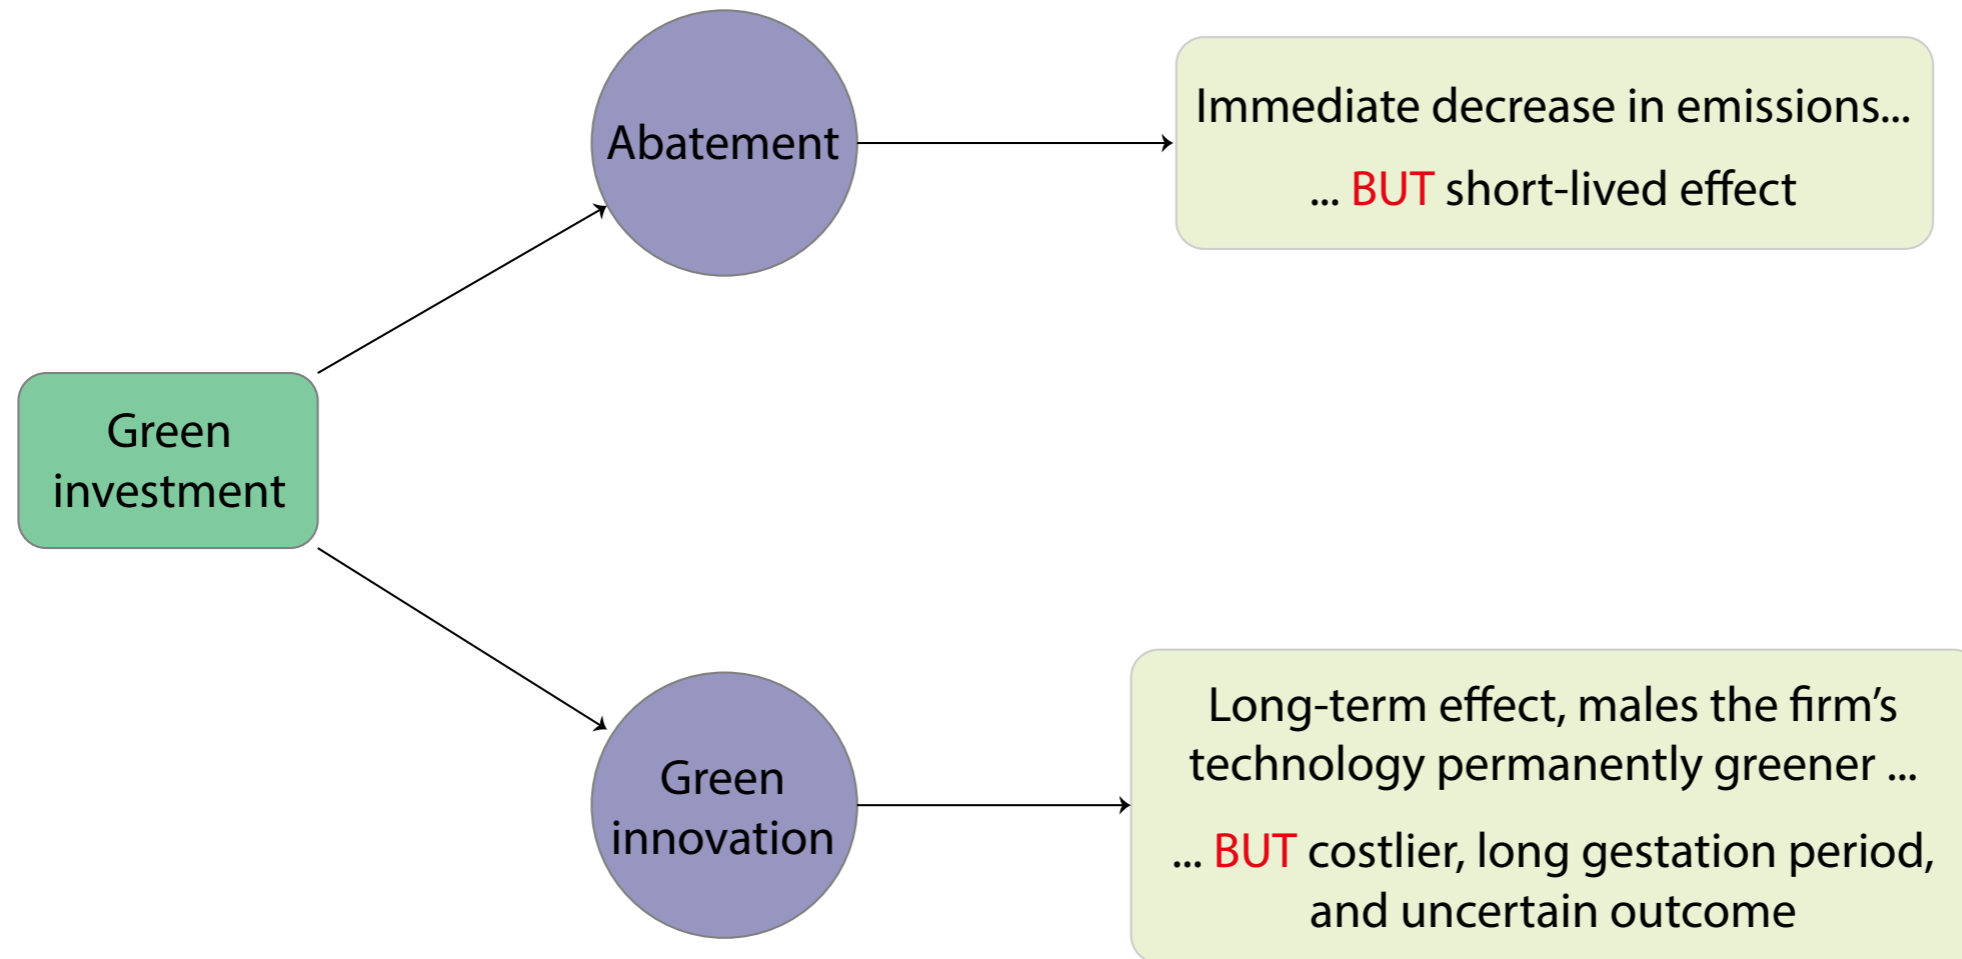 Abatement
Immediate decrease in emissions...
... BUT short-lived effect
Green
investment
Green
innovation
Long-term effect, males the firm's
technology permanently greener ...
... BUT costlier, long gestation period,
and uncertain outcome